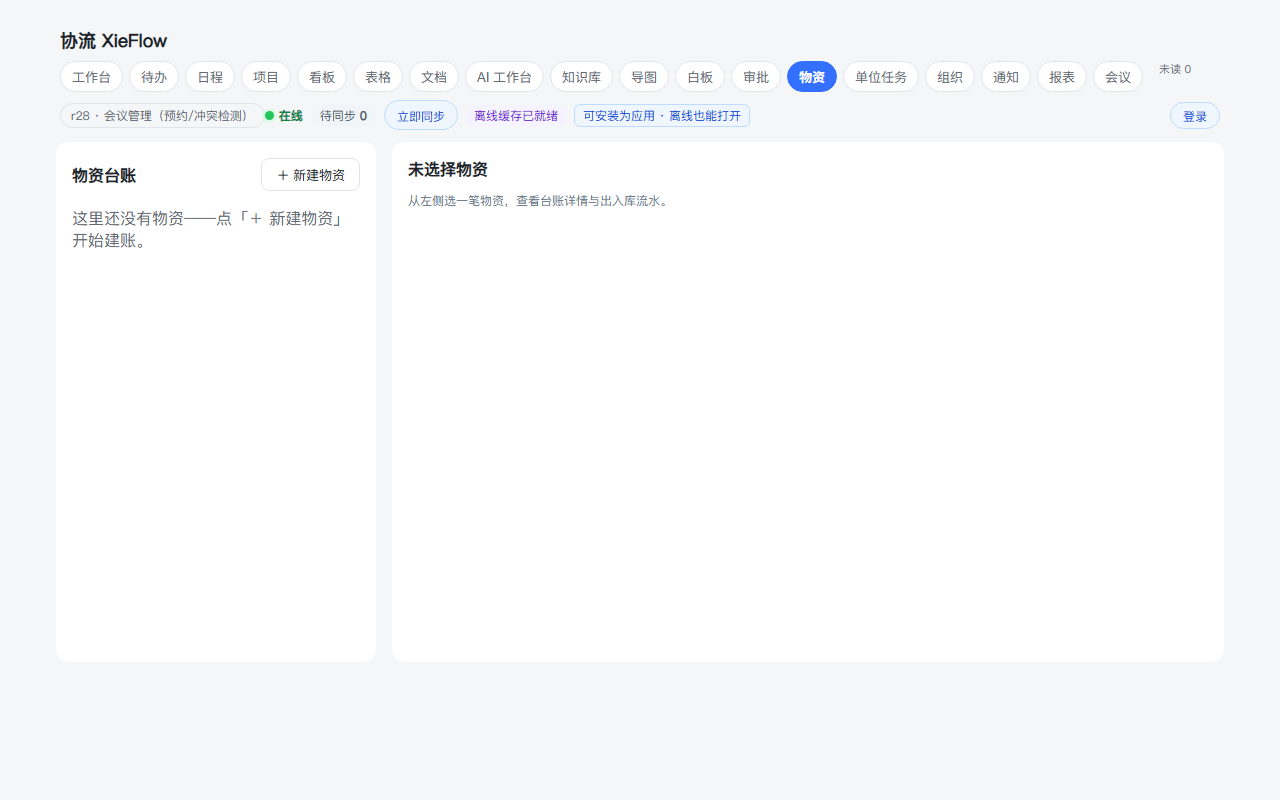 协流 XieFlow
工作台 待办 日程 项目 看板 表格 文档 AI 工作台 知识库 导图 白板 审批 物资 单位任务 组织 通知 报表 会议 未读 0
r28 · 会议管理（预约/冲突检测） 在线 待同步 0 立即同步 离线缓存已就绪 可安装为应用 · 离线也能打开 登录
物资台账 ＋ 新建物资
这里还没有物资——点「＋ 新建物资」
开始建账。
未选择物资
从左侧选一笔物资，查看台账详情与出入库流水。